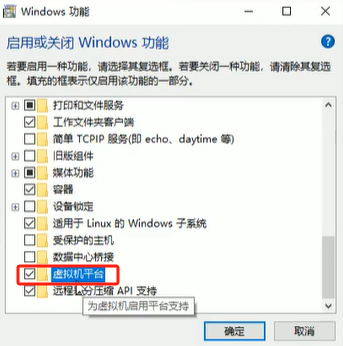 Windows 功能
启用或关闭 Windows 功能
若要启用一种功能，请选择其复选框。若要关闭一种功能，请清除其复选
框。填充的框表示仅启用该功能的一部分。
打印和文件服务
工作文件夹客户端
简单 TCPIP 服务(即 echo、daytime 等)
旧版组件
媒体功能
容器
设备锁定
适用于 Linux 的 Windows 子系统
受保护的主机
数据中心桥接
虚拟机平台
分压缩 API 支持
为虚拟机启用平台支持
确定
取消